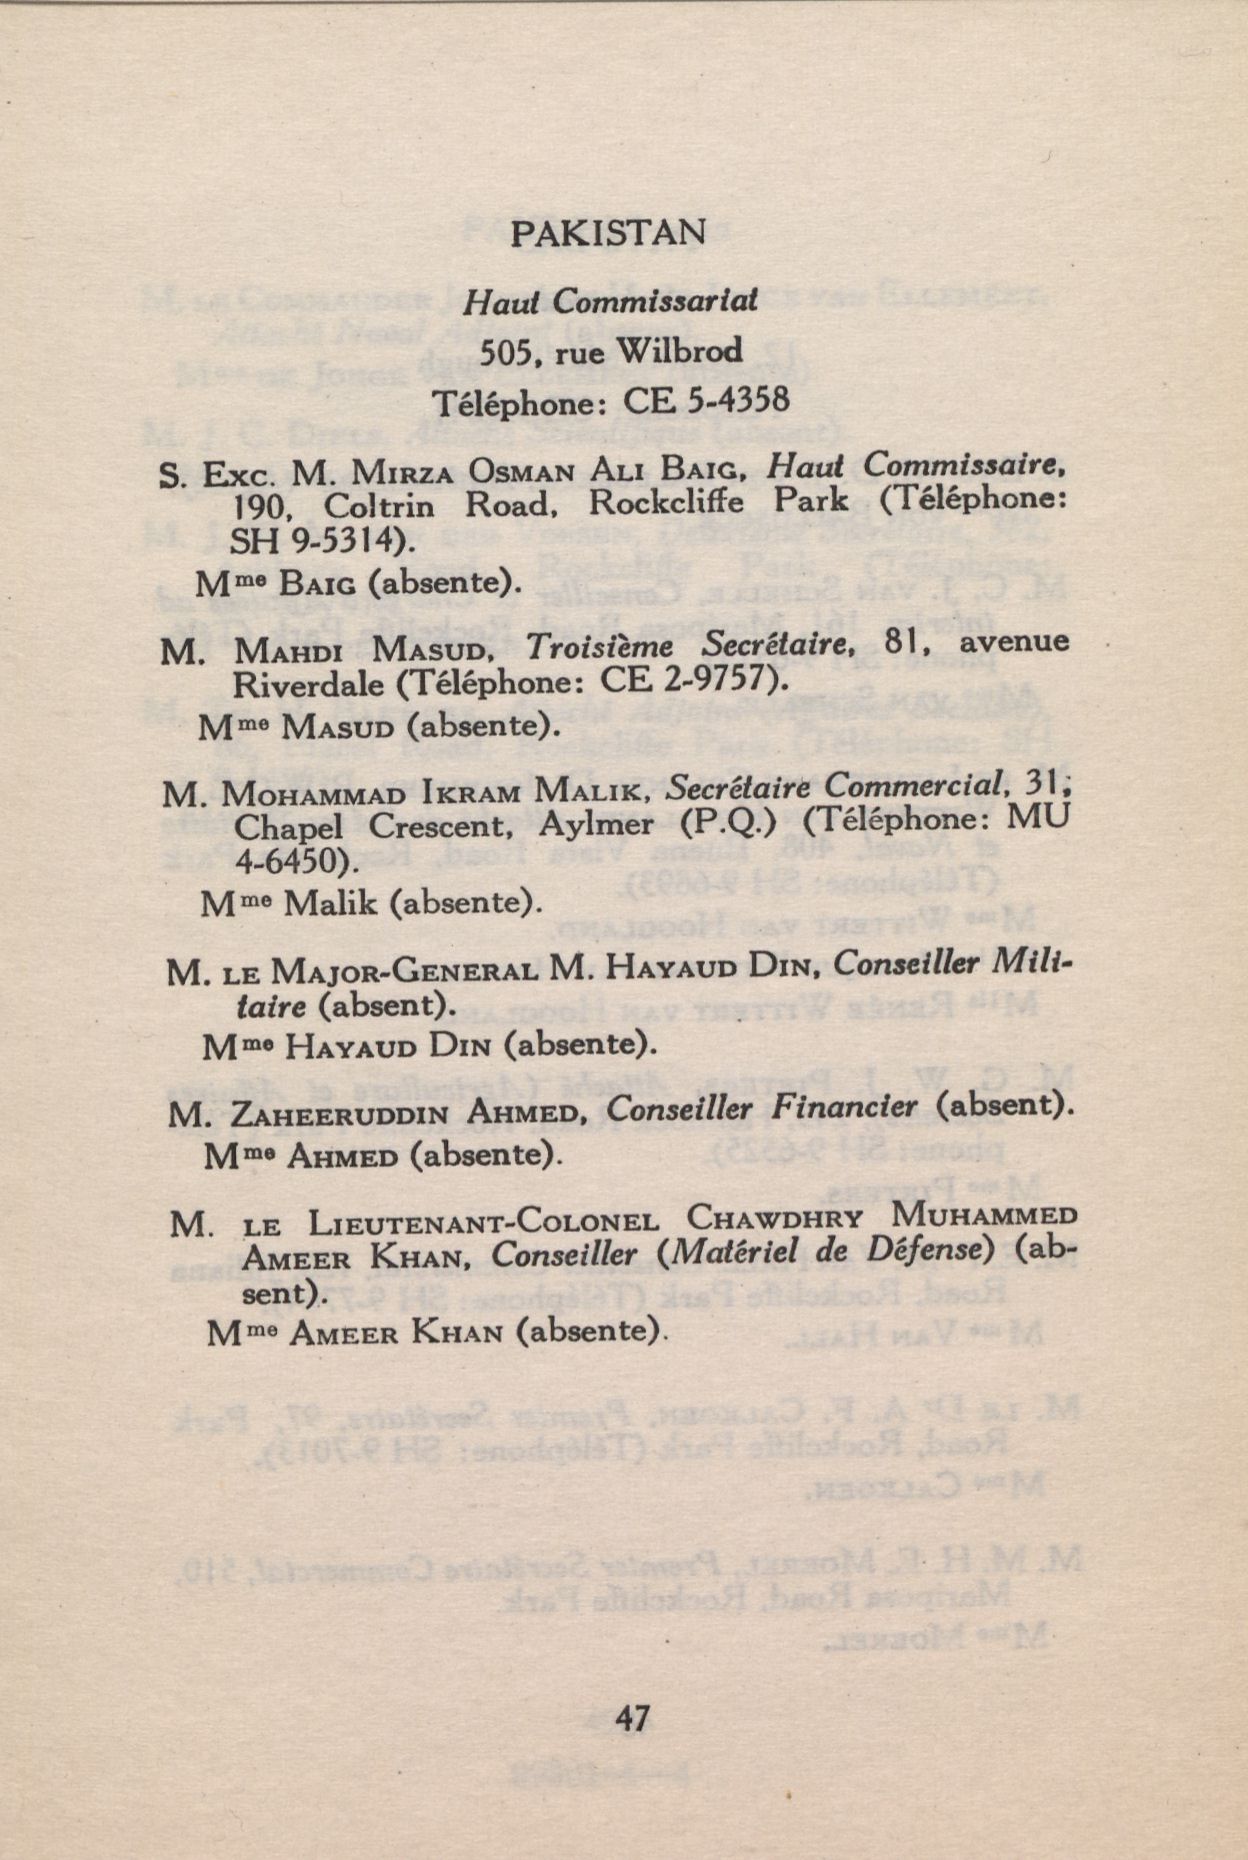 PAKISTAN
Haut Commissariat
505, rue Wilbrod
Téléphone: CE 5-4358
S. Exc. M. Mirza Osman Ali Baig, Haut Commissaire,
190, Coltrin Road, Rockcliffe Park (Téléphone:
SH 9-5314).
Mme Baig (absente).
M. Mahdi Masud, Troisième Secrétaire, 81, avenue
Riverdale (Téléphone: CE 2-9757).
Mme Masud (absente).
M. Mohammad Ikram Malik, Secrétaire Commercial, 31,
Chapel Crescent, Aylmer (P.Q.) (Téléphone: MU
4-6450).
Mme Malik (absente).
M. le Major-General M. Hayaud Din, Conseiller Mili-
taire (absent).
Mme Hayaud Din (absente).
M. Zaheeruddin Ahmed, Conseiller Financier (absent).
Mme Ahmed (absente).
M. le Lieutenant-Colonel Chawdhry Muhammed
Ameer Khan, Conseiller (Matériel de Défense) (ab-
sent).
Mme Ameer Khan (absente).
47